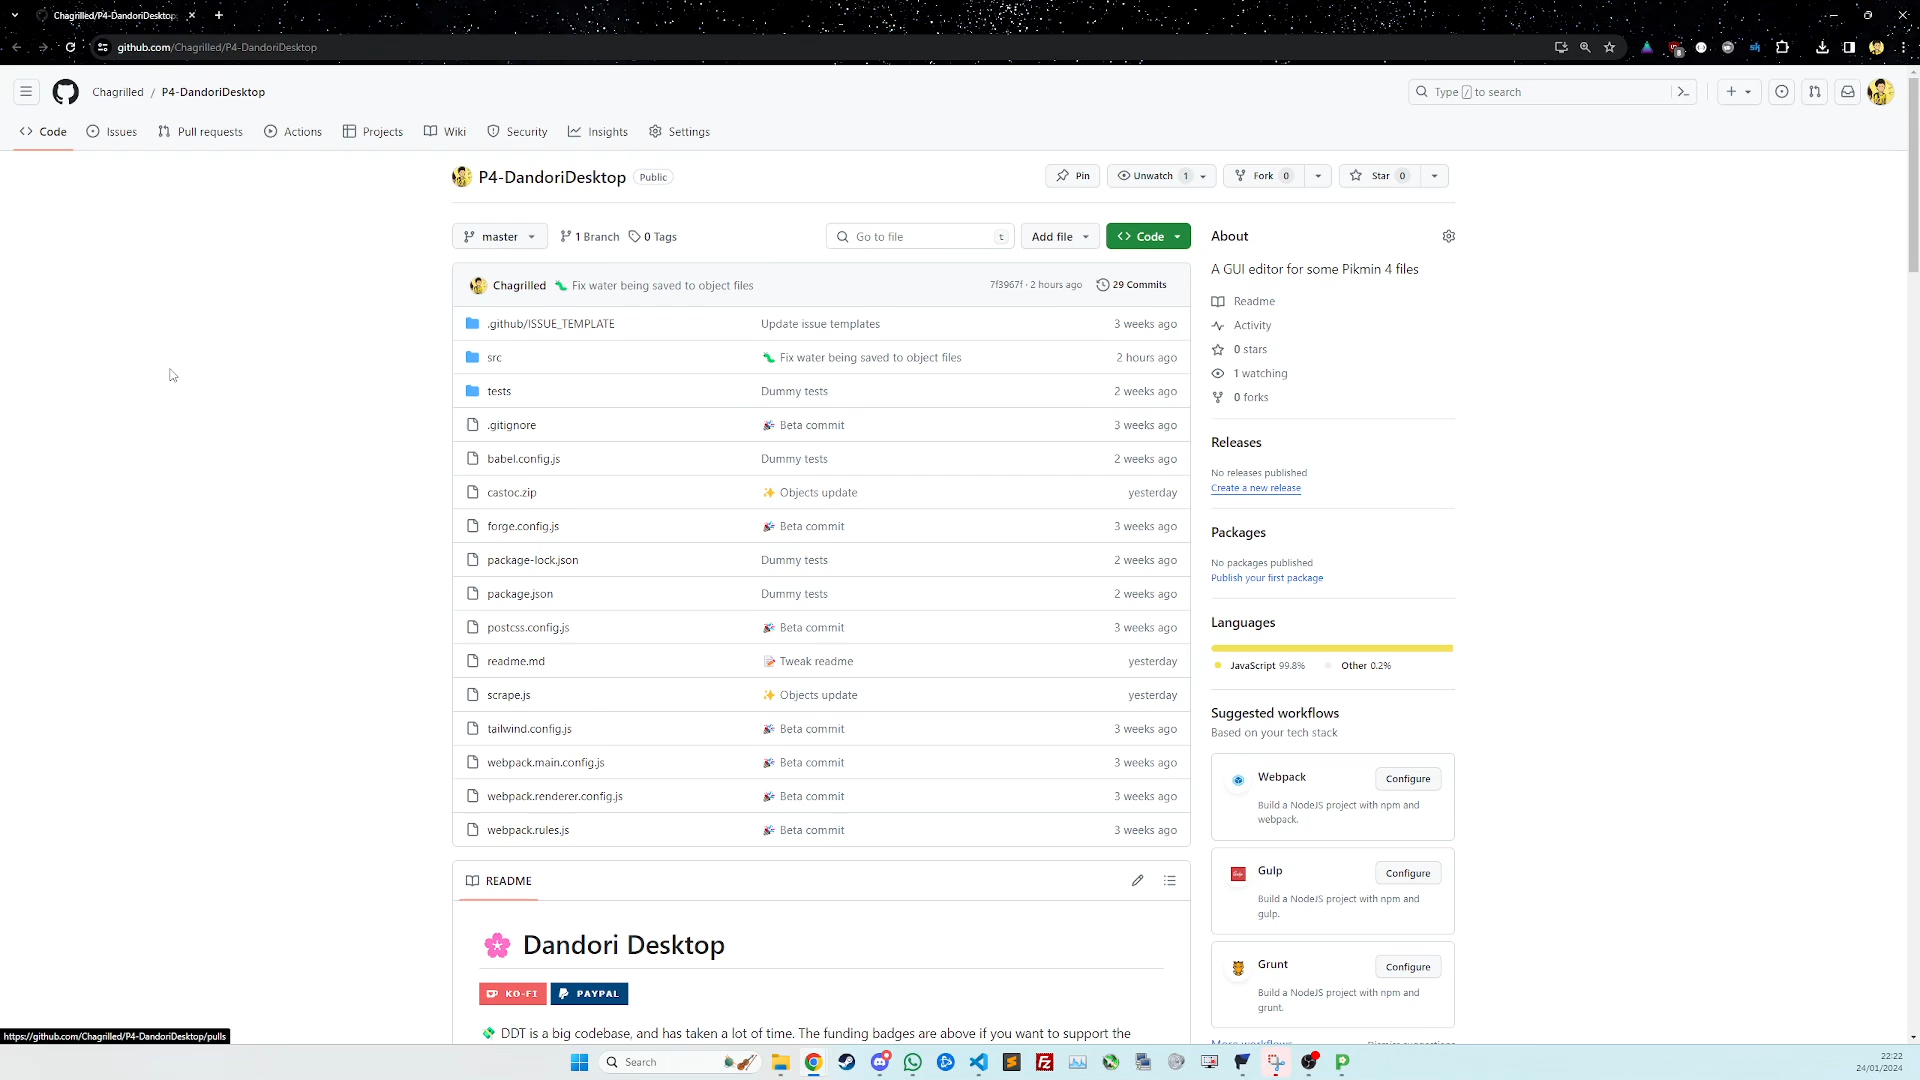 Chagrilled/P4-DandoriDesktop
github.com/Chagrilled/P4-DandoriDesktop
Chagrilled / P4-DandoriDesktop
Type / to search
Code
Issues
Pull requests
Actions
Projects
Wiki
Security
Insights
Settings
P4-DandoriDesktop
Public
Pin
Unwatch 1
Fork 0
Star 0
master
1 Branch
0 Tags
Go to file
t
Add file
Code
Chagrilled Fix water being saved to object files 7f3967f · 2 hours ago 29 Commits
.github/ISSUE_TEMPLATE Update issue templates 3 weeks ago
src Fix water being saved to object files 2 hours ago
tests Dummy tests 2 weeks ago
.gitignore Beta commit 3 weeks ago
babel.config.js Dummy tests 2 weeks ago
castoc.zip Objects update yesterday
forge.config.js Beta commit 3 weeks ago
package-lock.json Dummy tests 2 weeks ago
package.json Dummy tests 2 weeks ago
postcss.config.js Beta commit 3 weeks ago
readme.md Tweak readme yesterday
scrape.js Objects update yesterday
tailwind.config.js Beta commit 3 weeks ago
webpack.main.config.js Beta commit 3 weeks ago
webpack.renderer.config.js Beta commit 3 weeks ago
webpack.rules.js Beta commit 3 weeks ago
README
Dandori Desktop
KO-FI
PAYPAL
DDT is a big codebase, and has taken a lot of time. The funding badges are above if you want to support the
About
A GUI editor for some Pikmin 4 files
Readme
Activity
0 stars
1 watching
0 forks
Releases
No releases published
Create a new release
Packages
No packages published
Publish your first package
Languages
JavaScript 99.8%
Other 0.2%
Suggested workflows
Based on your tech stack
Webpack
Configure
Build a NodeJS project with npm and
webpack.
Gulp
Configure
Build a NodeJS project with npm and
gulp.
Grunt
Configure
Build a NodeJS project with npm and
grunt.
More workflows
Dismiss suggestions
https://github.com/Chagrilled/P4-DandoriDesktop/pulls
Search
22:22
24/01/2024